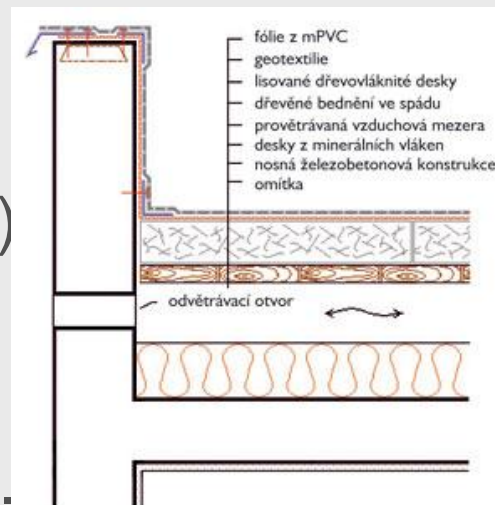 fólie z mPVC
geotextilie
lisované dřevovláknité desky
dřevěné bednění ve spádu
provětrávaná vzduchová mezera
desky z minerálních vláken
nosná železobetonová konstrukce
omítka
odvětrávací otvor
)